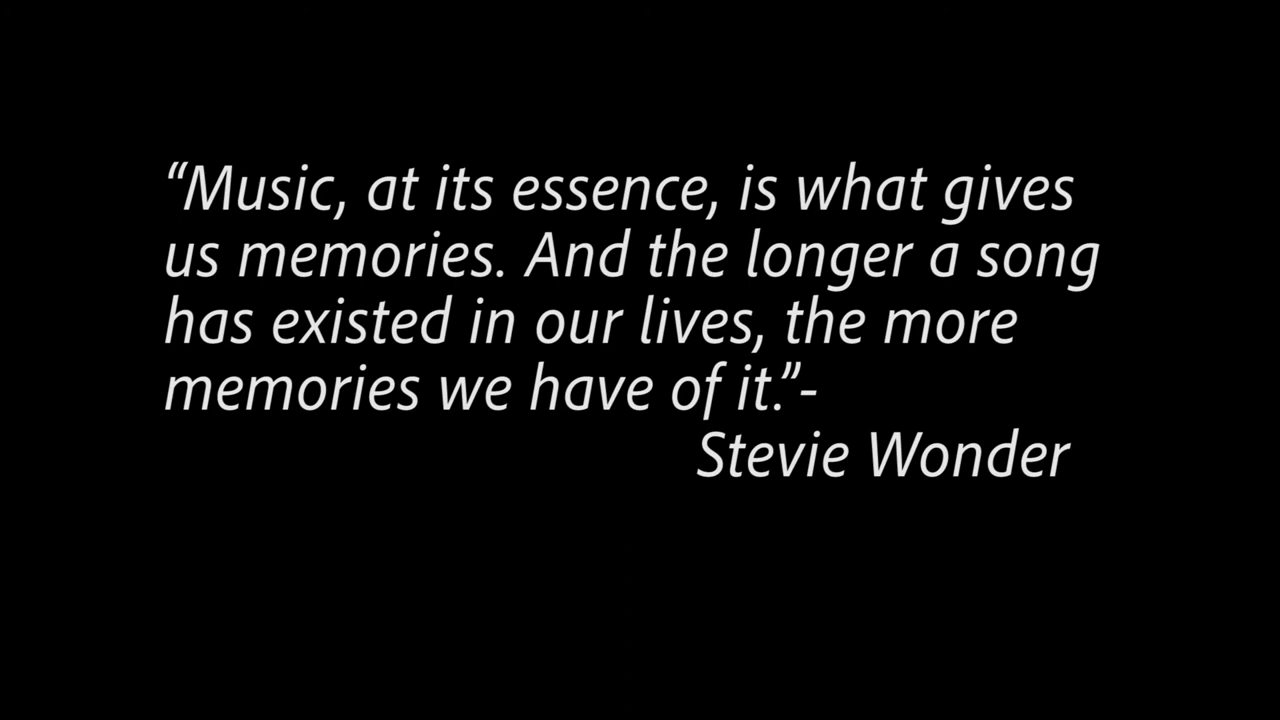 “Music, at its essence, is what gives
us memories. And the longer a song
has existed in our lives, the more
memories we have of it.”-
Stevie Wonder